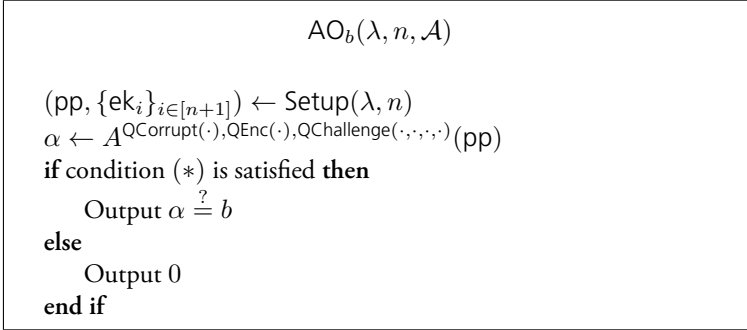 AO_b(λ, n, 𝒜)
(pp, {ek_i}_{i∈[n+1]}) ← Setup(λ, n)
α ← A^{QCorrupt(·),QEnc(·),QChallenge(·,·,·,·)}(pp)
if condition (∗) is satisfied then
Output α ≟ b
else
Output 0
end if